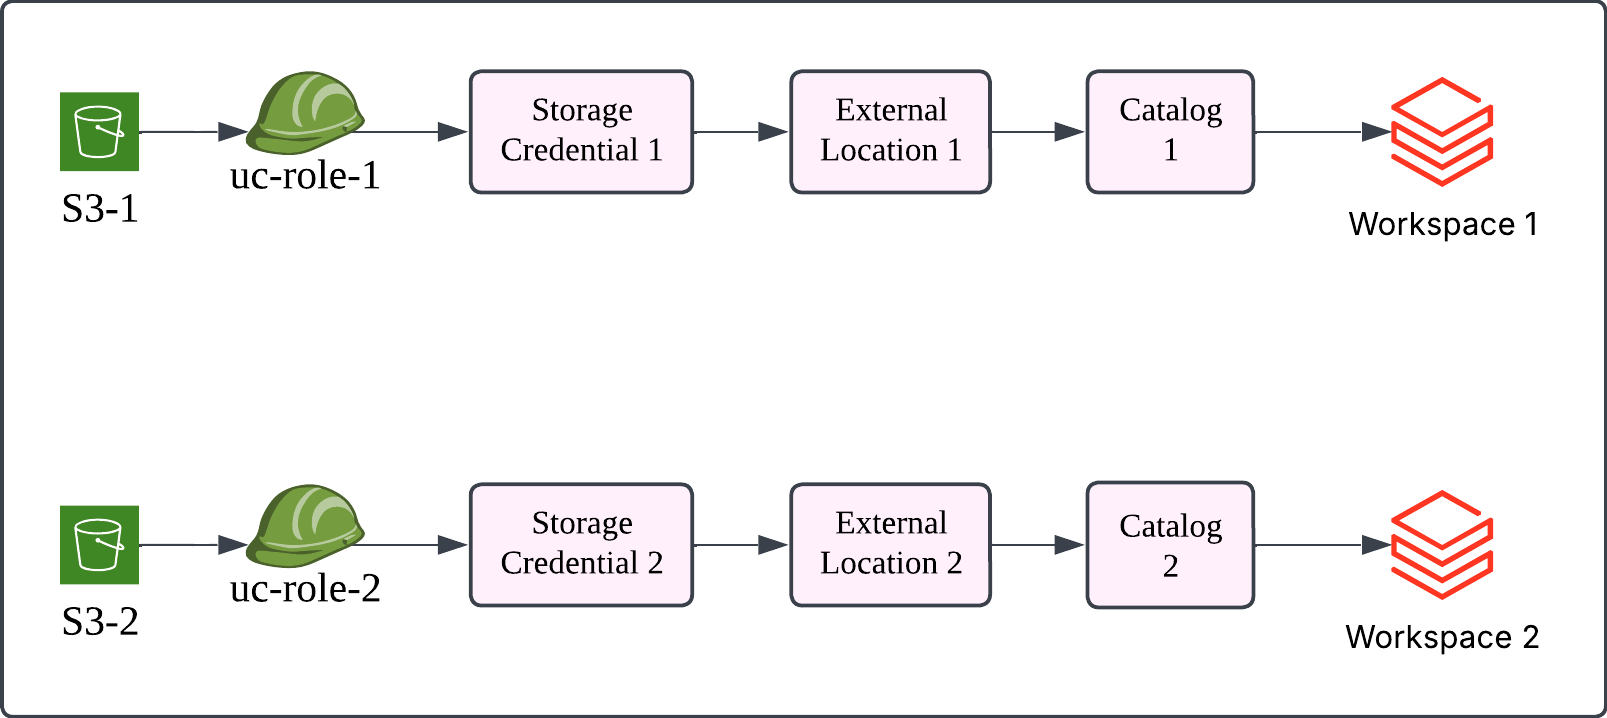 S3-1
uc-role-1
Storage
Credential 1
External
Location 1
Catalog
1
Workspace 1
S3-2
uc-role-2
Storage
Credential 2
External
Location 2
Catalog
2
Workspace 2